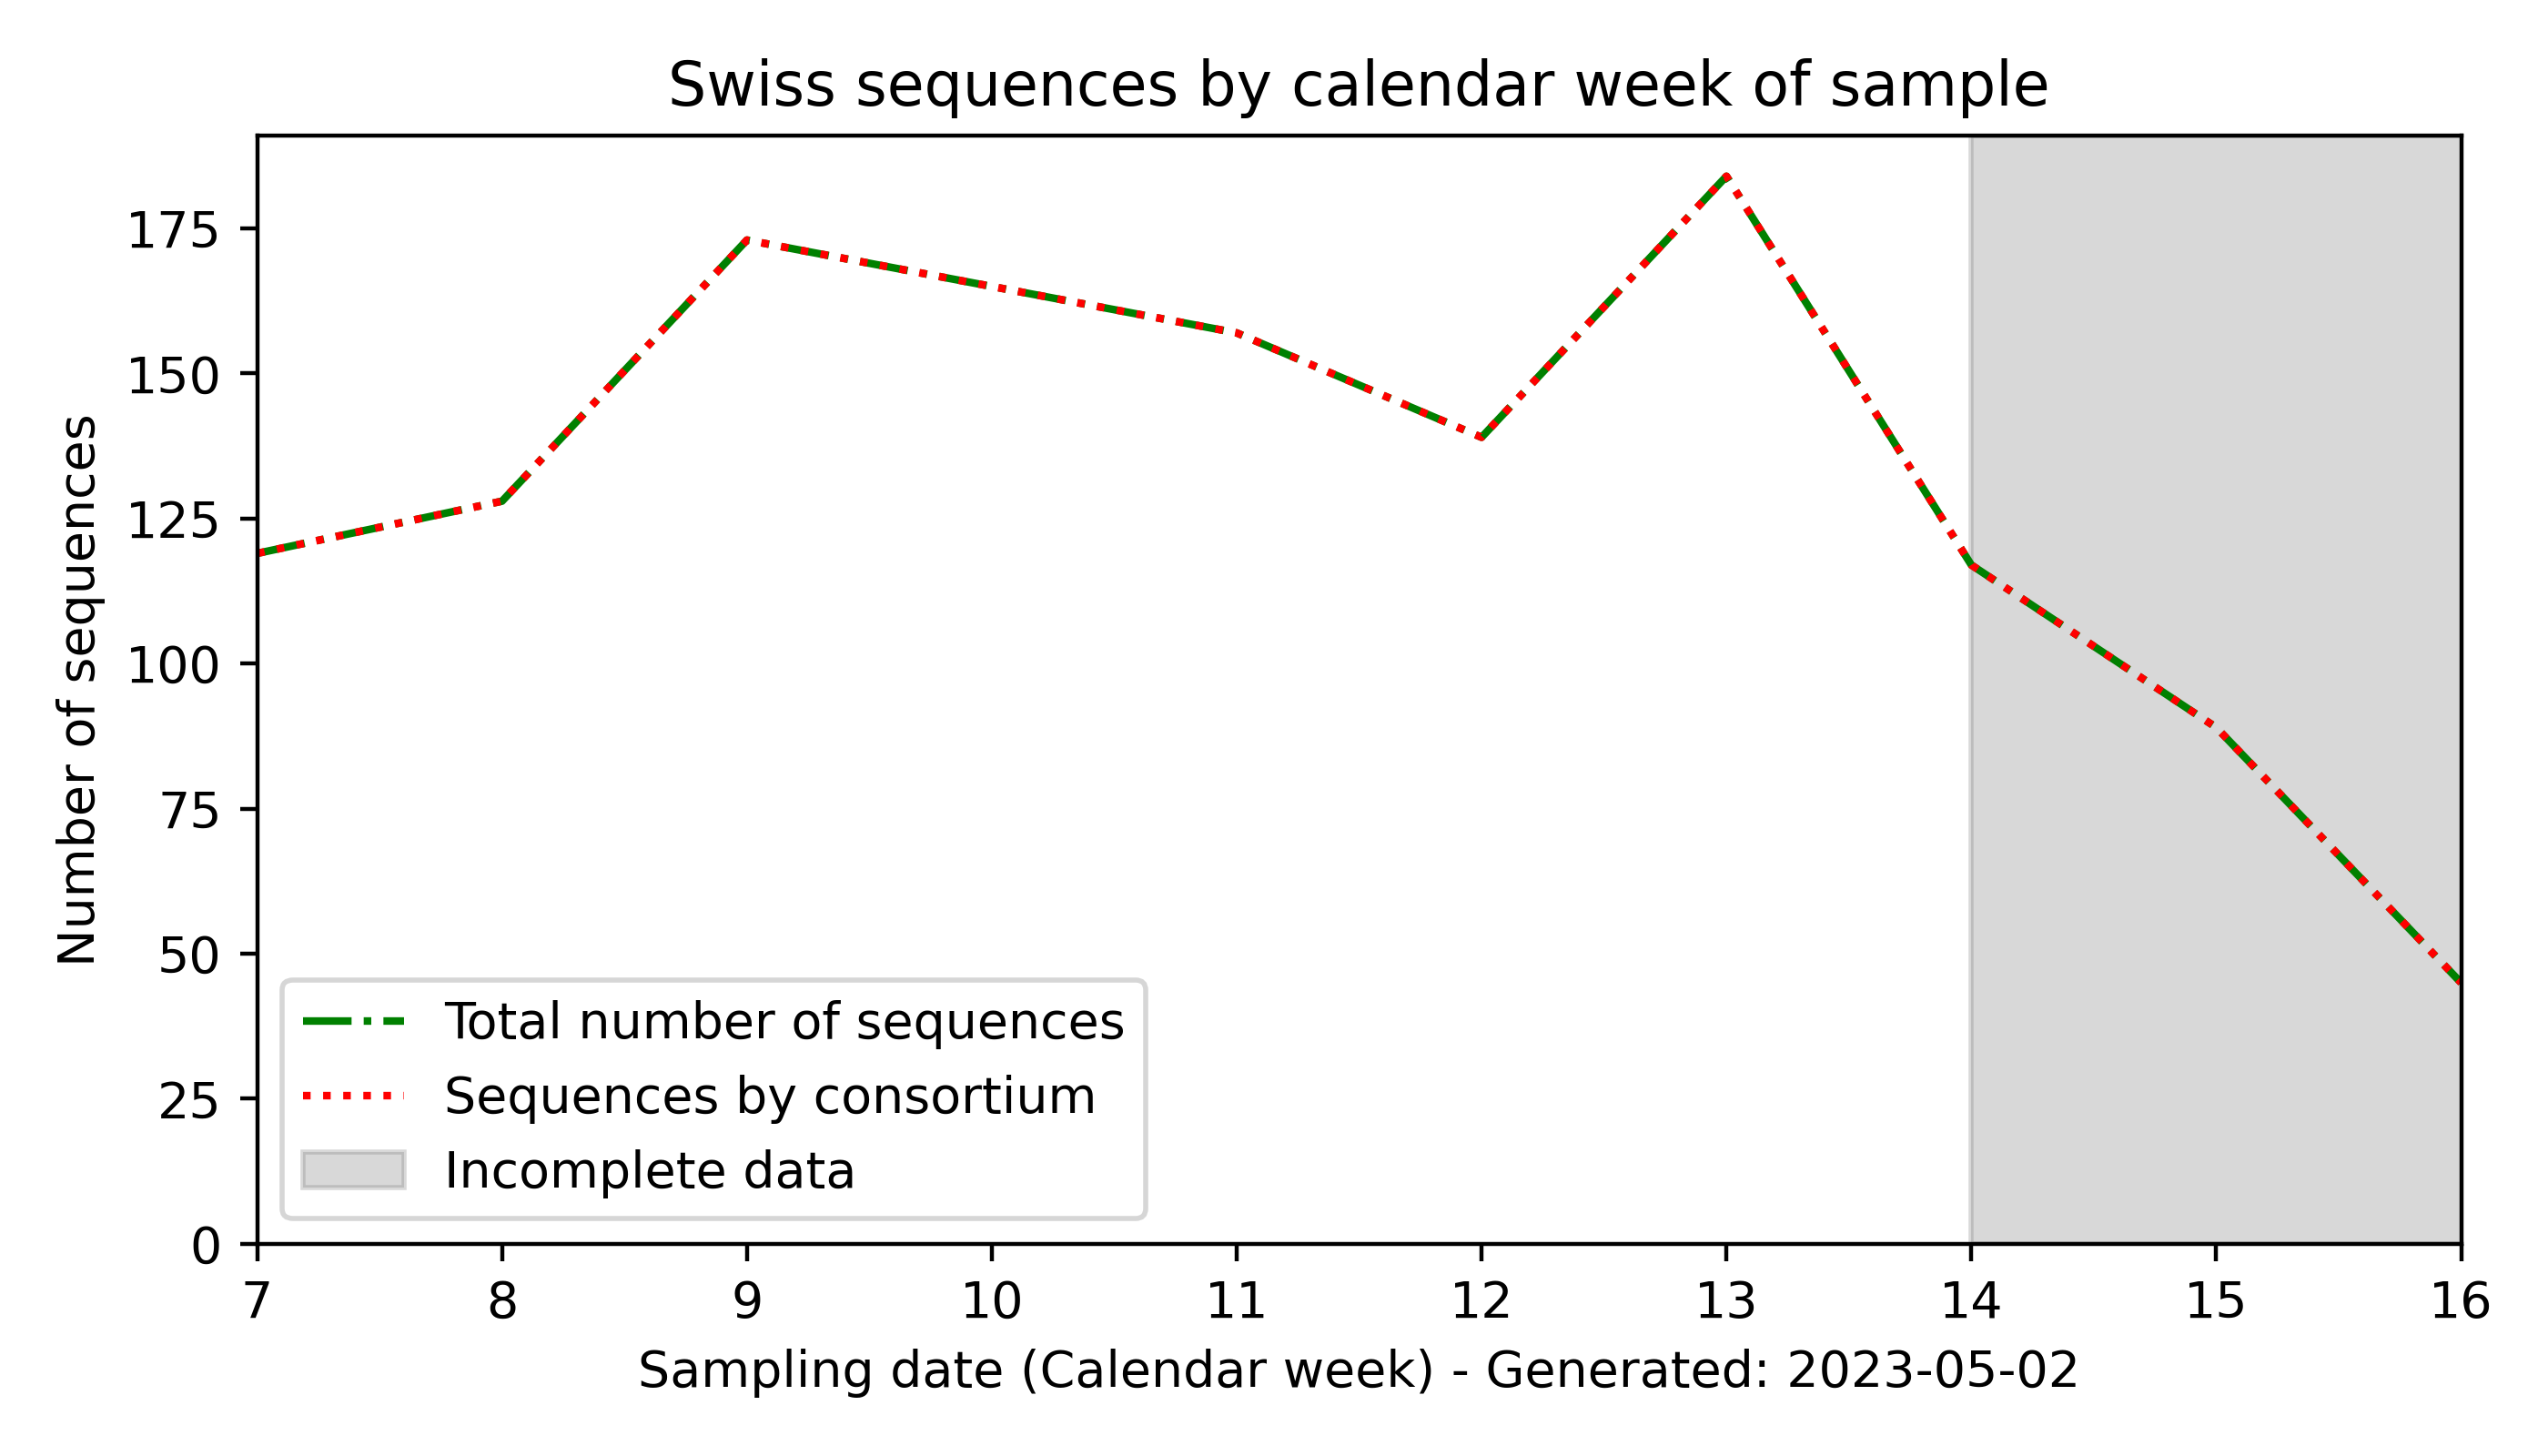 Swiss sequences by calendar week of sample
Number of sequences
175
150
125
100
75
50
25
0
Total number of sequences
Sequences by consortium
Incomplete data
7 8 9 10 11 12 13 14 15 16
Sampling date (Calendar week) - Generated: 2023-05-02